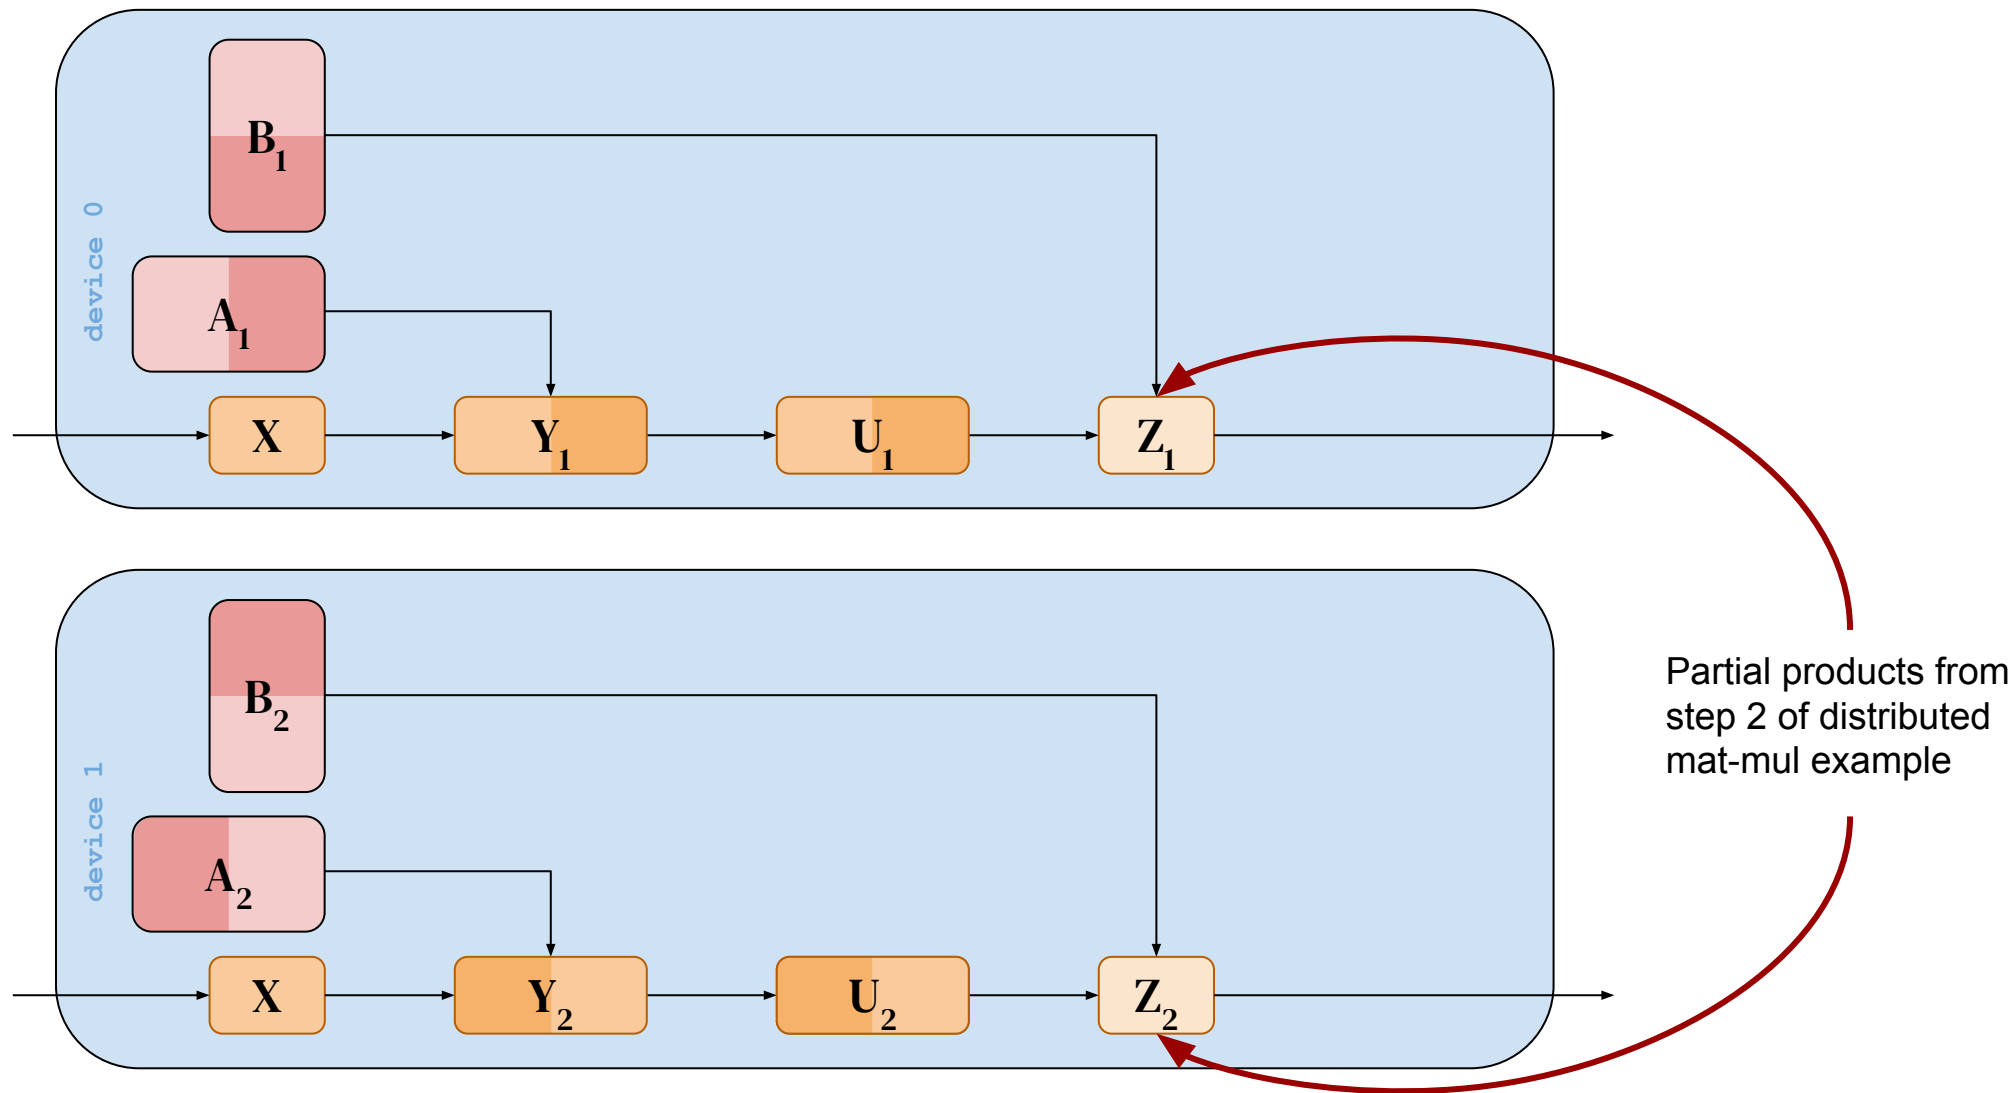 device 0
B1
A1
X
Y1
U1
Z1
Partial products from
step 2 of distributed
mat-mul example
device 1
B2
A2
X
Y2
U2
Z2